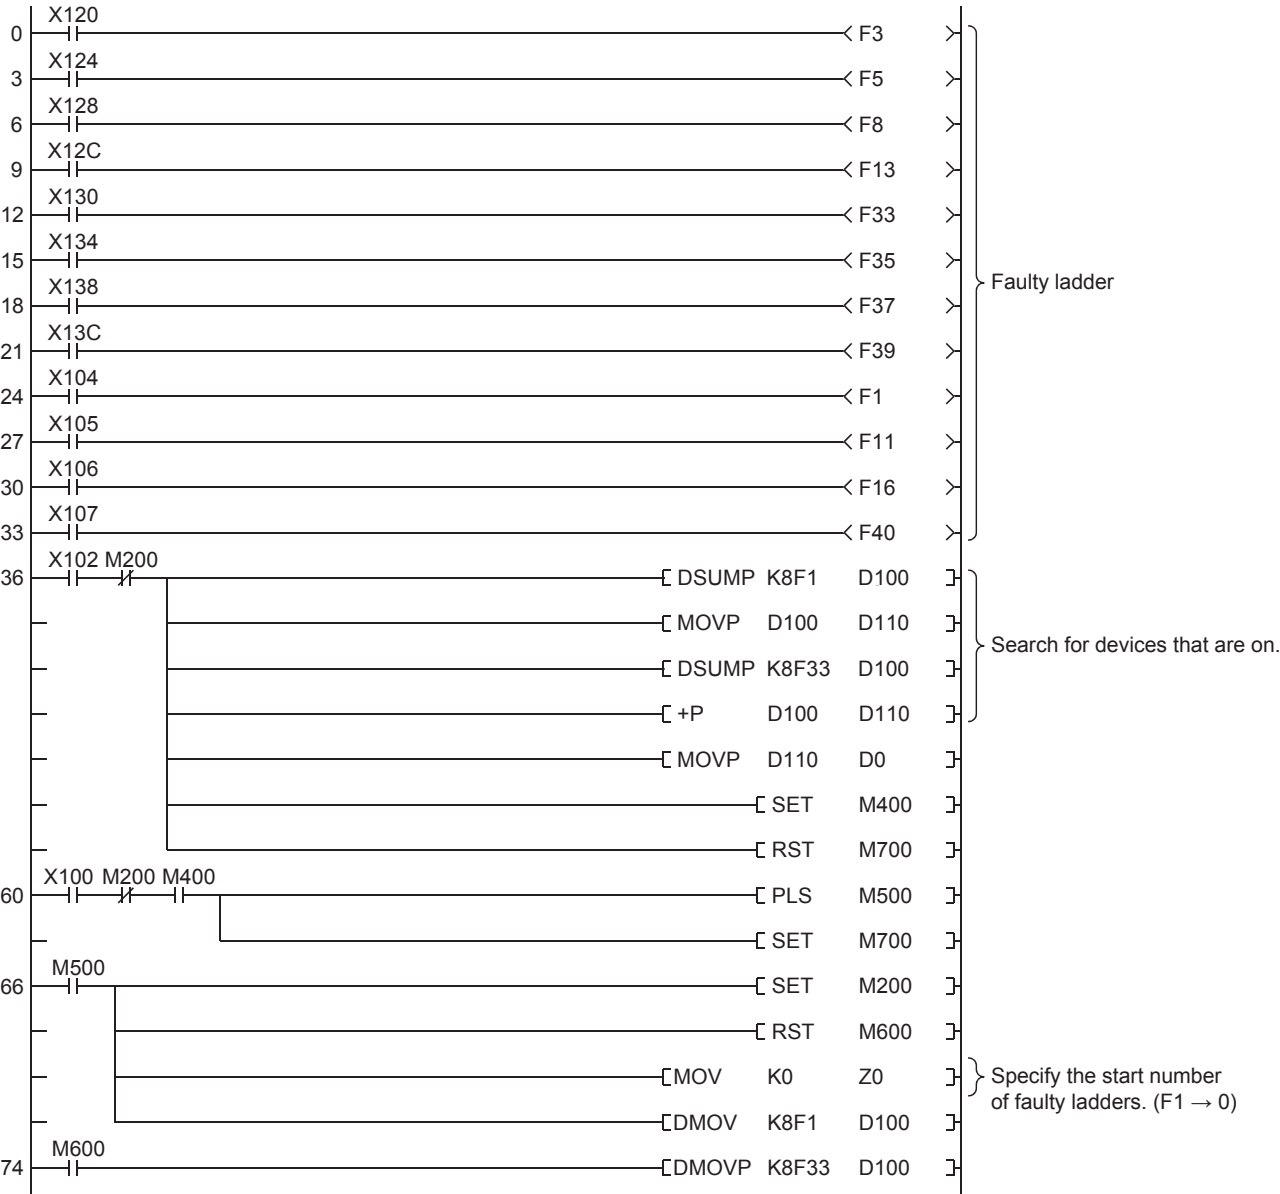 X120
0 F3
X124
3 F5
X128
6 F8
X12C
9 F13
X130
12 F33
X134
15 F35
Faulty ladder
X138
18 F37
X13C
21 F39
X104
24 F1
X105
27 F11
X106
30 F16
X107
33 F40
X102 M200
36 DSUMP K8F1 D100
MOVP D100 D110
Search for devices that are on.
DSUMP K8F33 D100
+P D100 D110
MOVP D110 D0
SET M400
RST M700
X100 M200 M400
60 PLS M500
SET M700
M500
66 SET M200
RST M600
MOV K0 Z0
Specify the start number
of faulty ladders. (F1 → 0)
DMOV K8F1 D100
M600
74 DMOVP K8F33 D100